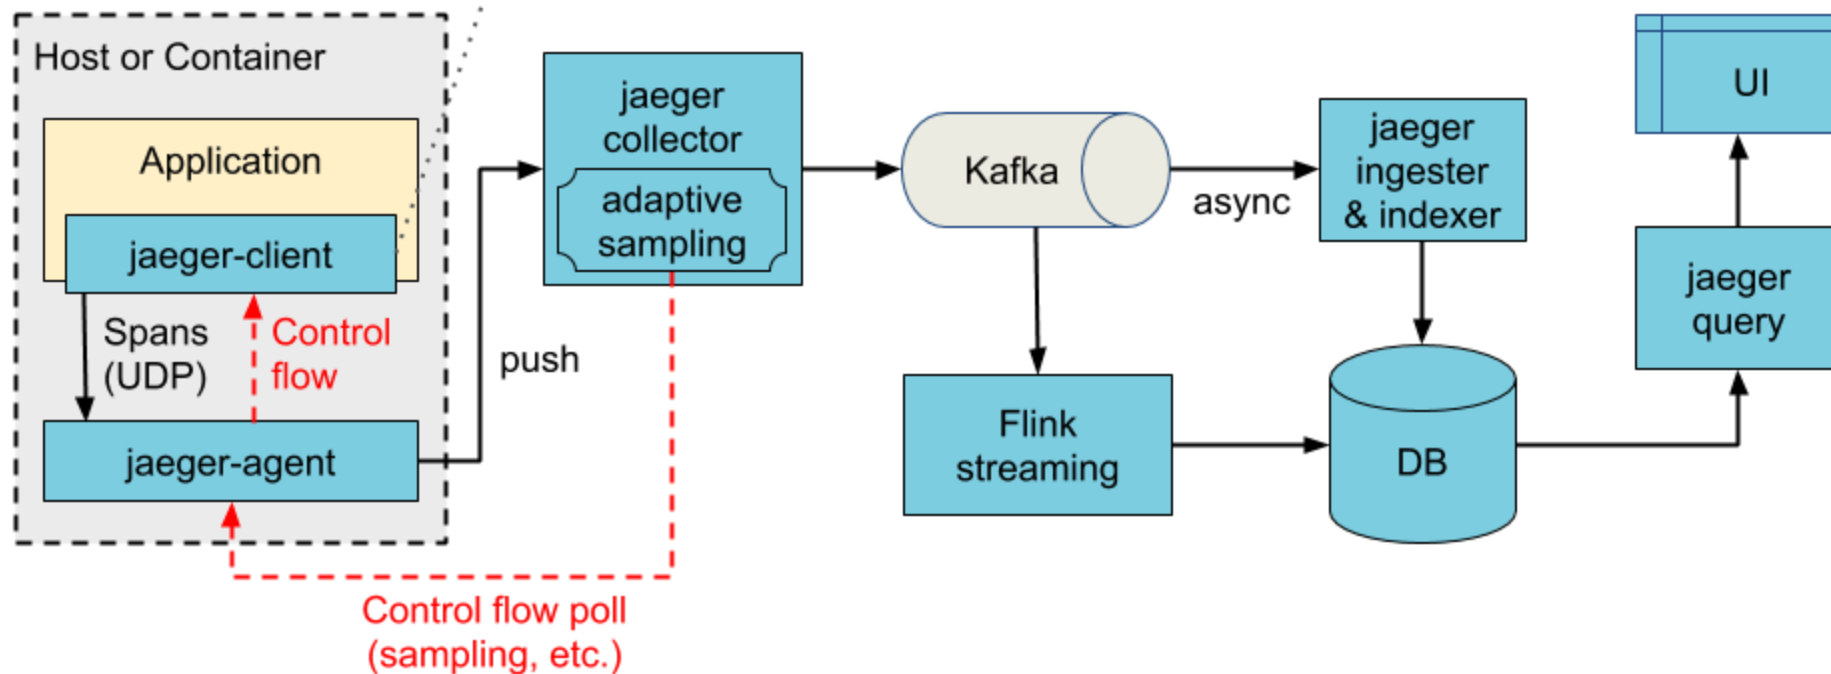 Host or Container
Application
jaeger-client
Spans
(UDP)
Control
flow
jaeger-agent
push
Control flow poll
(sampling, etc.)
jaeger
collector
adaptive
sampling
Kafka
async
jaeger
ingester
& indexer
Flink
streaming
DB
jaeger
query
UI